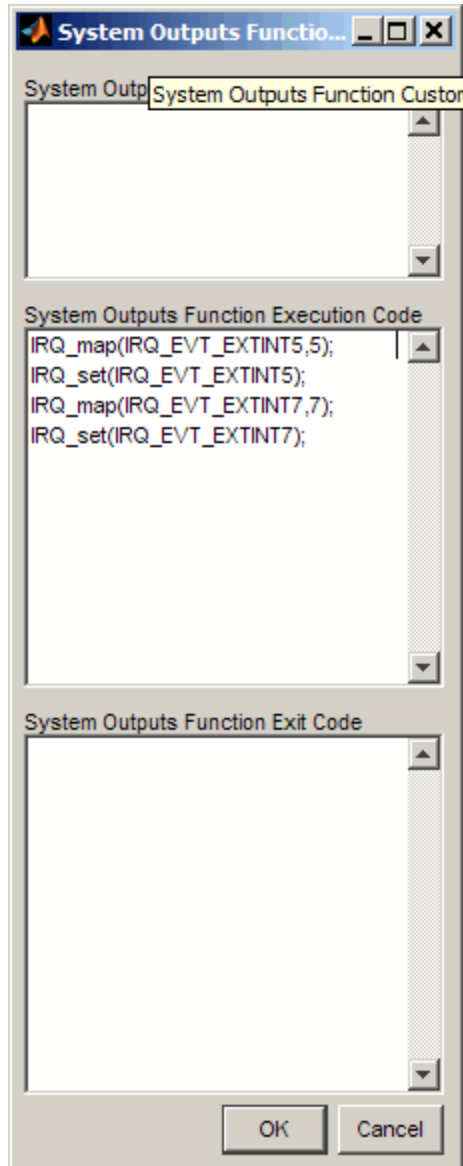 System Outputs Functio...
System Outp
System Outputs Function Custor
System Outputs Function Execution Code
IRQ_map(IRQ_EVT_EXTINT5,5);
IRQ_set(IRQ_EVT_EXTINT5);
IRQ_map(IRQ_EVT_EXTINT7,7);
IRQ_set(IRQ_EVT_EXTINT7);
System Outputs Function Exit Code
OK Cancel